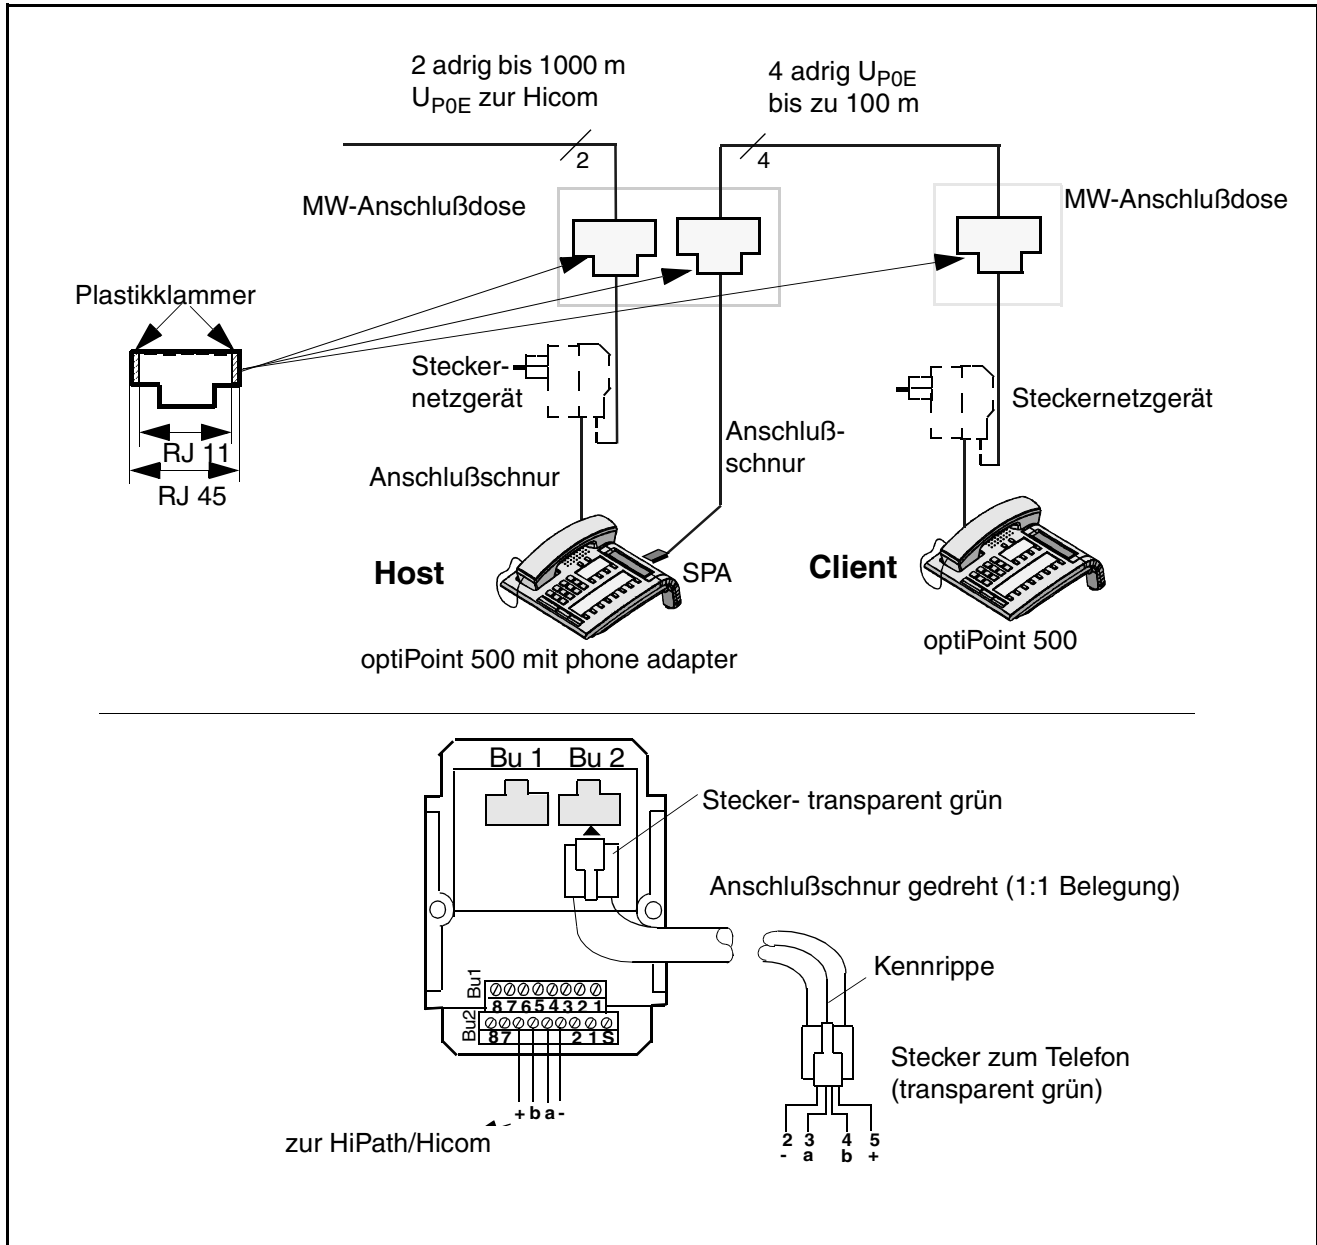 2 adrig bis 1000 m
UP0E zur Hicom
4 adrig UP0E
bis zu 100 m
2
4
MW-Anschlußdose
MW-Anschlußdose
Plastikklammer
RJ 11
RJ 45
Stecker-
netzgerät
Steckernetzgerät
Anschluß-
schnur
Anschlußschnur
Host
SPA
Client
optiPoint 500 mit phone adapter
optiPoint 500
Bu 1 Bu 2
Stecker- transparent grün
Anschlußschnur gedreht (1:1 Belegung)
Kennrippe
Bu1
8 7 6 5 4 3 2 1
Bu2
8 7 2 1 S
Stecker zum Telefon
(transparent grün)
+ b a -
zur HiPath/Hicom
2 3 4 5
- a b +